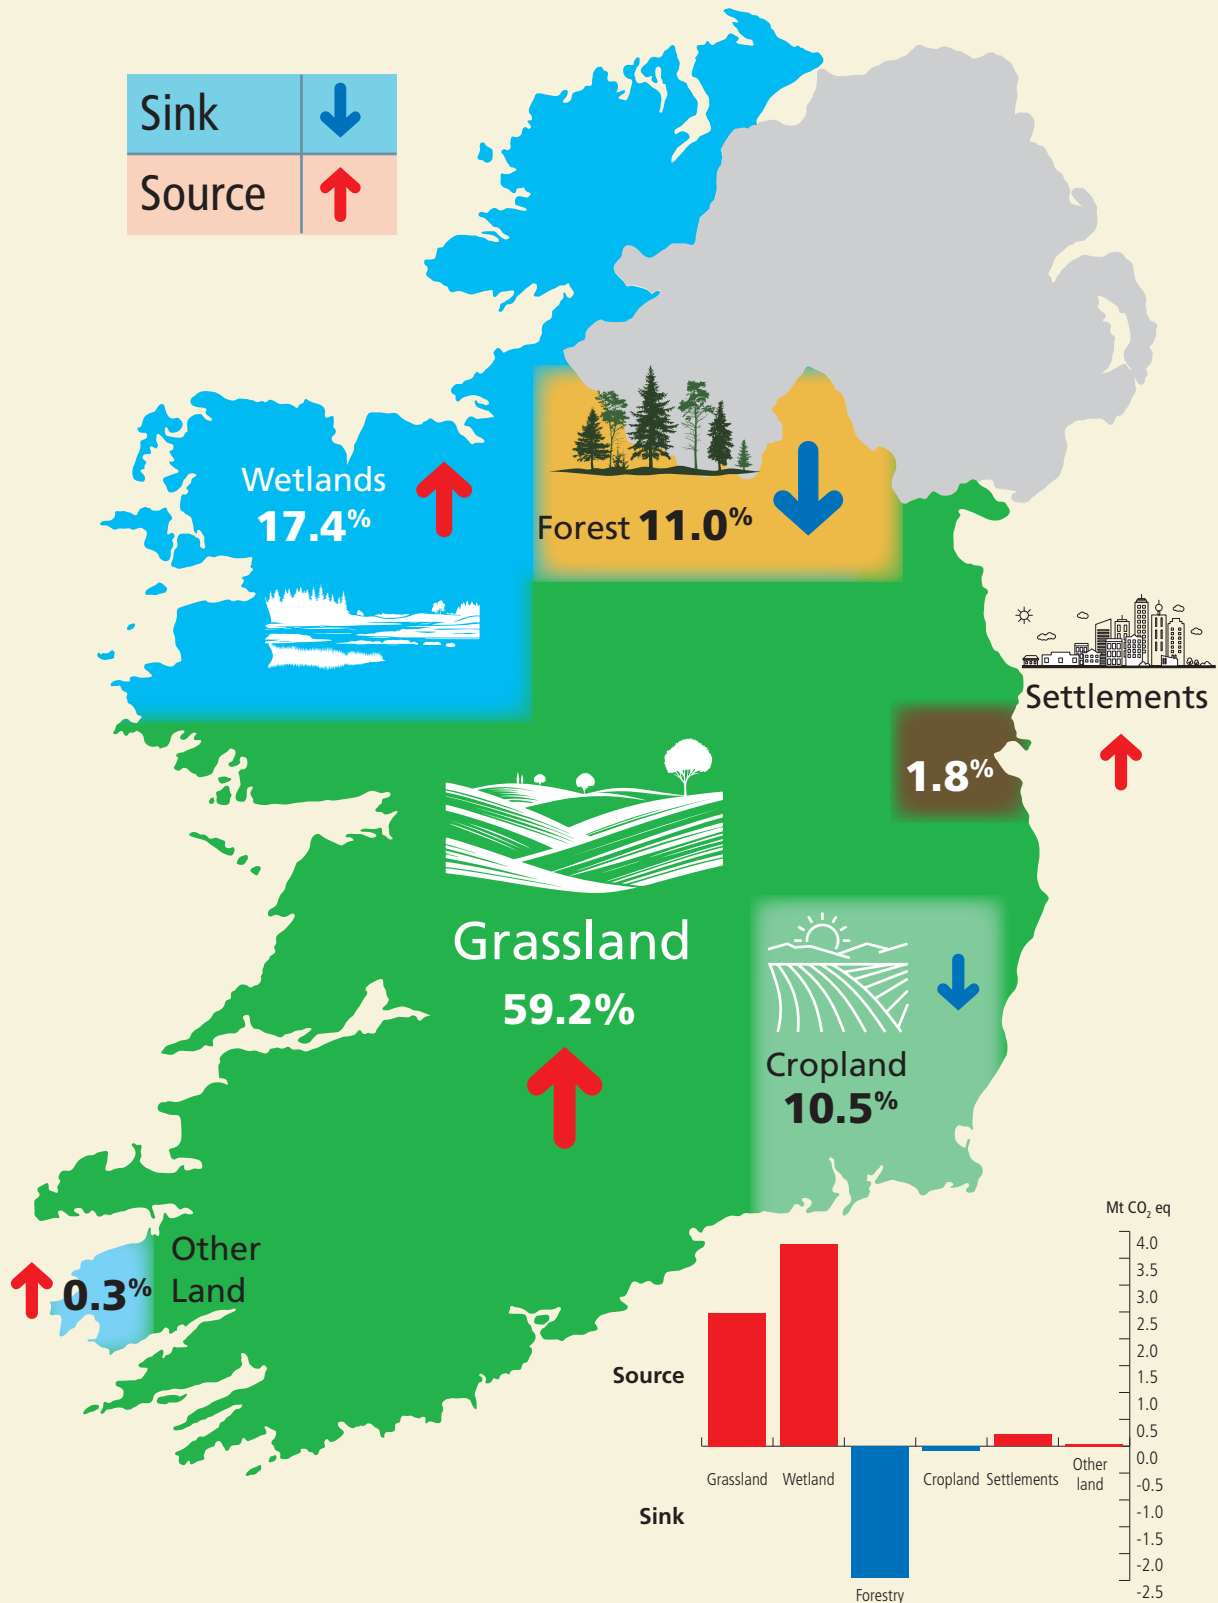 Sink
Source
Wetlands
17.4%
Forest 11.0%
Settlements
1.8%
Grassland
59.2%
Cropland
10.5%
Other
Land
0.3%
Mt CO₂ eq
4.0
3.5
3.0
2.5
2.0
1.5
1.0
0.5
0.0
-0.5
-1.0
-1.5
-2.0
-2.5
Source
Sink
Grassland
Wetland
Forestry
Cropland
Settlements
Other
land